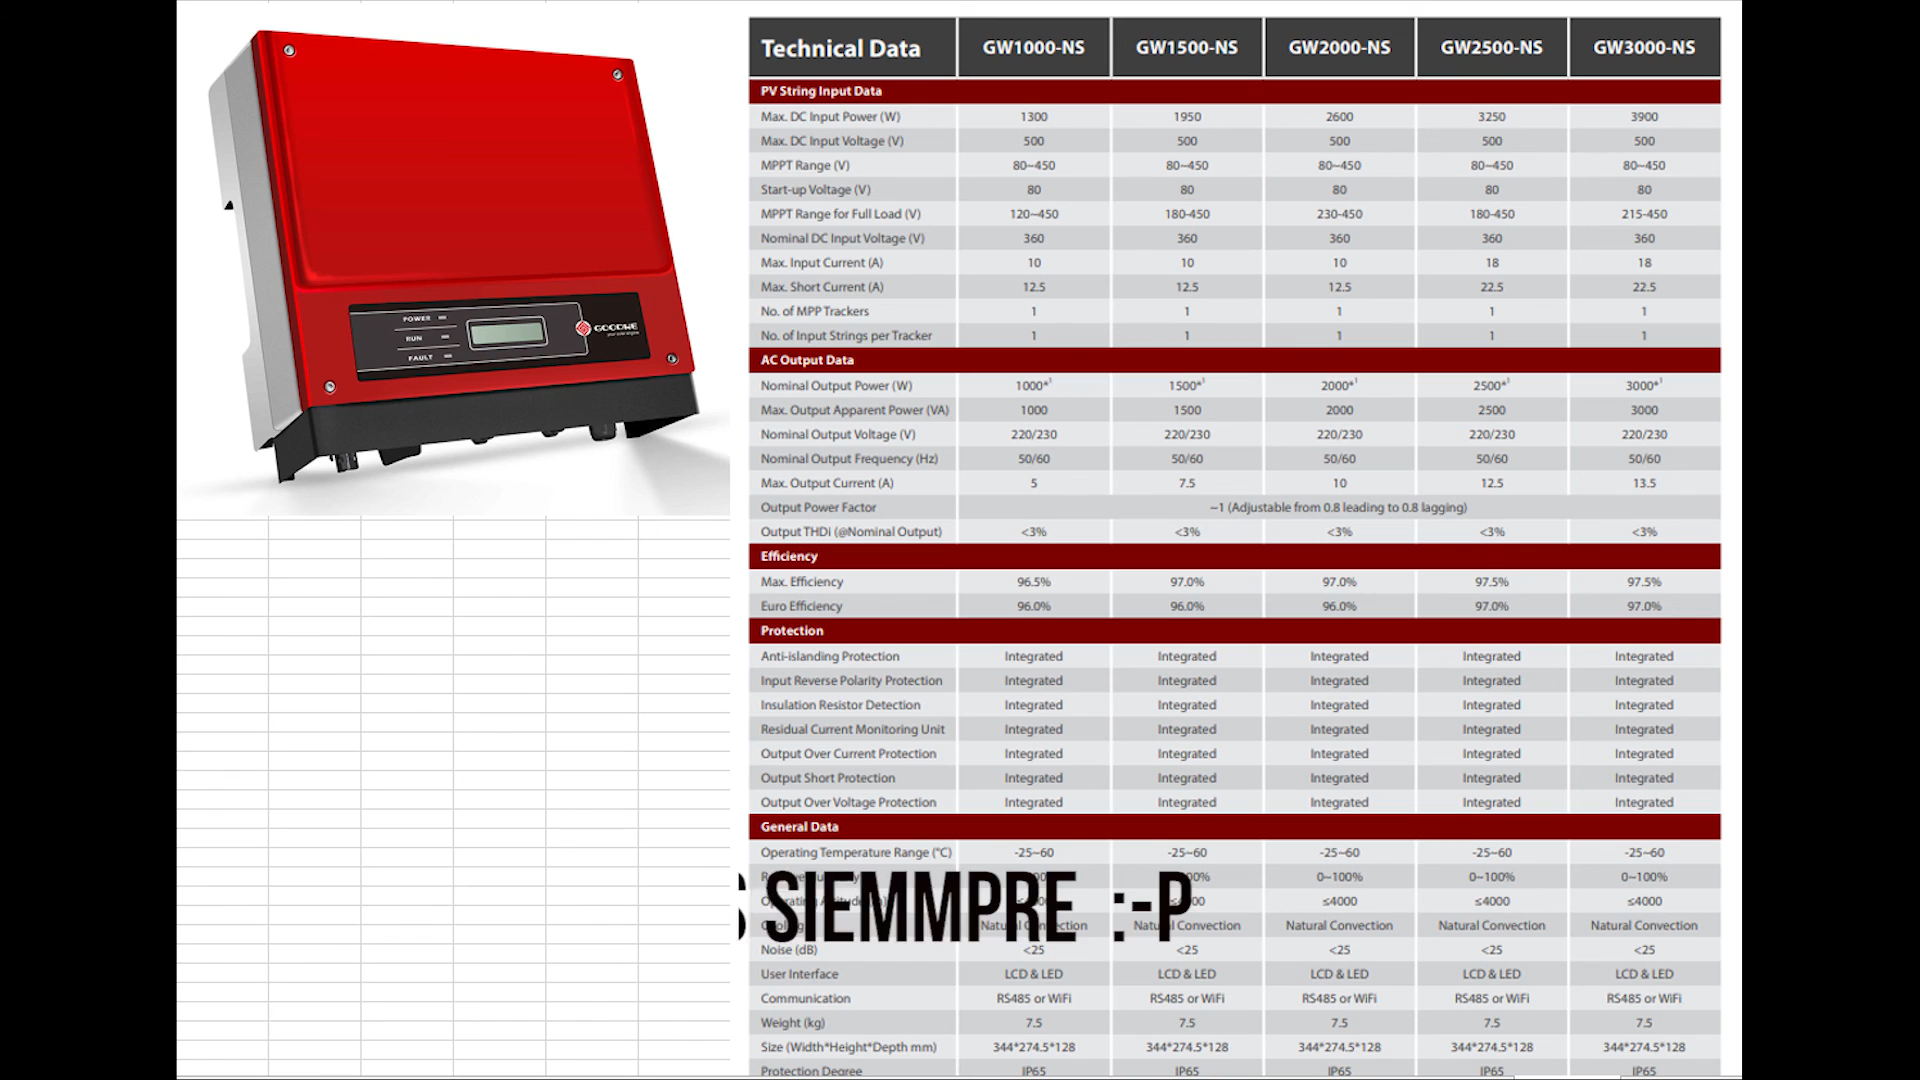 POWER
RUN
FAULT
GOODWE
Technical Data GW1000-NS GW1500-NS GW2000-NS GW2500-NS GW3000-NS
PV String Input Data
Max. DC Input Power (W) 1300 1950 2600 3250 3900
Max. DC Input Voltage (V) 500 500 500 500 500
MPPT Range (V) 80~450 80~450 80~450 80~450 80~450
Start-up Voltage (V) 80 80 80 80 80
MPPT Range for Full Load (V) 120~450 180-450 230-450 180-450 215-450
Nominal DC Input Voltage (V) 360 360 360 360 360
Max. Input Current (A) 10 10 10 18 18
Max. Short Current (A) 12.5 12.5 12.5 22.5 22.5
No. of MPP Trackers 1 1 1 1 1
No. of Input Strings per Tracker 1 1 1 1 1
AC Output Data
Nominal Output Power (W) 1000*1 1500*1 2000*1 2500*1 3000*1
Max. Output Apparent Power (VA) 1000 1500 2000 2500 3000
Nominal Output Voltage (V) 220/230 220/230 220/230 220/230 220/230
Nominal Output Frequency (Hz) 50/60 50/60 50/60 50/60 50/60
Max. Output Current (A) 5 7.5 10 12.5 13.5
Output Power Factor ~1 (Adjustable from 0.8 leading to 0.8 lagging)
Output THDi (@Nominal Output) <3% <3% <3% <3% <3%
Efficiency
Max. Efficiency 96.5% 97.0% 97.0% 97.5% 97.5%
Euro Efficiency 96.0% 96.0% 96.0% 97.0% 97.0%
Protection
Anti-islanding Protection Integrated Integrated Integrated Integrated Integrated
Input Reverse Polarity Protection Integrated Integrated Integrated Integrated Integrated
Insulation Resistor Detection Integrated Integrated Integrated Integrated Integrated
Residual Current Monitoring Unit Integrated Integrated Integrated Integrated Integrated
Output Over Current Protection Integrated Integrated Integrated Integrated Integrated
Output Short Protection Integrated Integrated Integrated Integrated Integrated
Output Over Voltage Protection Integrated Integrated Integrated Integrated Integrated
General Data
Operating Temperature Range (°C) -25~60 -25~60 -25~60 -25~60 -25~60
0~100% 0~100% 0~100%
S SIEMMPRE :-P
≤4000 ≤4000 ≤4000
Natural Convection Natural Convection Natural Convection Natural Convection Natural Convection
Noise (dB) <25 <25 <25 <25 <25
User Interface LCD & LED LCD & LED LCD & LED LCD & LED LCD & LED
Communication RS485 or WiFi RS485 or WiFi RS485 or WiFi RS485 or WiFi RS485 or WiFi
Weight (kg) 7.5 7.5 7.5 7.5 7.5
Size (Width*Height*Depth mm) 344*274.5*128 344*274.5*128 344*274.5*128 344*274.5*128 344*274.5*128
Protection Degree IP65 IP65 IP65 IP65 IP65